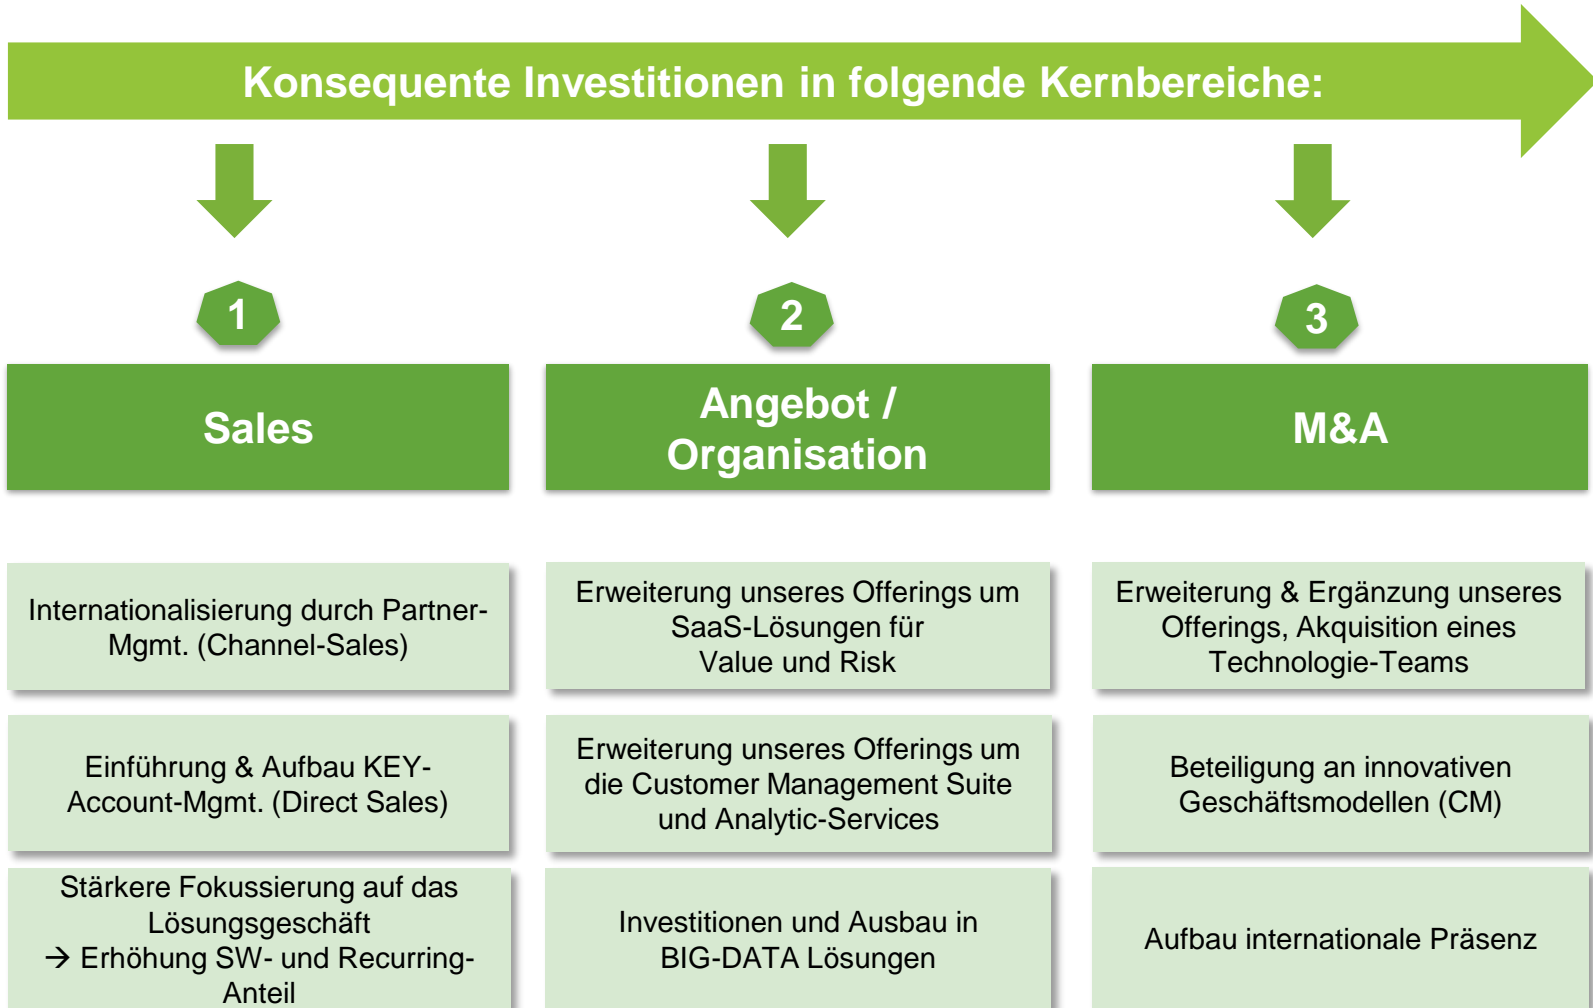 Konsequente Investitionen in folgende Kernbereiche:
1
2
3
Sales
Angebot /
Organisation
M&A
Internationalisierung durch Partner-
Mgmt. (Channel-Sales)
Erweiterung unseres Offerings um
SaaS-Lösungen für
Value und Risk
Erweiterung & Ergänzung unseres
Offerings, Akquisition eines
Technologie-Teams
Einführung & Aufbau KEY-
Account-Mgmt. (Direct Sales)
Erweiterung unseres Offerings um
die Customer Management Suite
und Analytic-Services
Beteiligung an innovativen
Geschäftsmodellen (CM)
Stärkere Fokussierung auf das
Lösungsgeschäft
→ Erhöhung SW- und Recurring-
Anteil
Investitionen und Ausbau in
BIG-DATA Lösungen
Aufbau internationale Präsenz